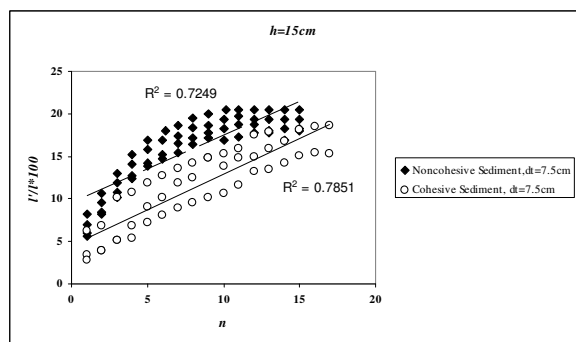 h=15cm
25
20
15
10
5
0
l'/l*100
R² = 0.7249
R² = 0.7851
0 5 10 15 20
n
Noncohesive Sediment,dt=7.5cm
Cohesive Sediment, dt=7.5cm